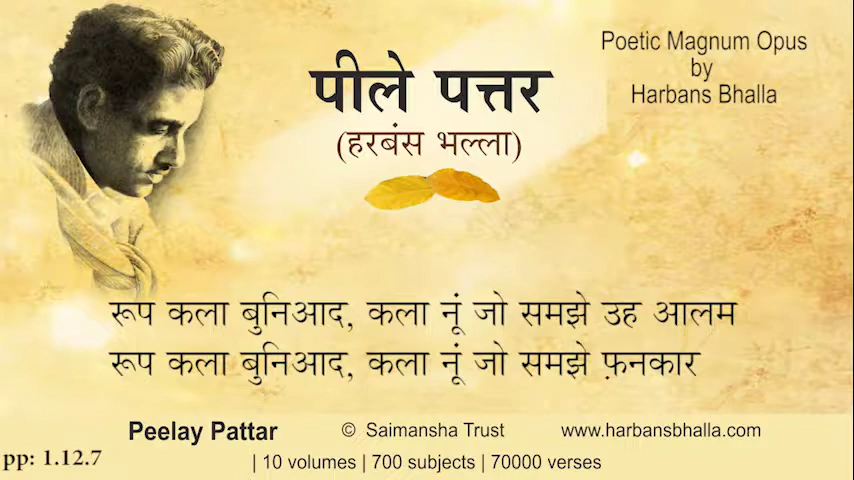 पीले पत्तर
(हरबंस भल्ला)
Poetic Magnum Opus
by
Harbans Bhalla
रूप कला बुनिआद, कला नूं जो समझे उह आलम
रूप कला बुनिआद, कला नूं जो समझे फ़नकार
Peelay Pattar © Saimansha Trust www.harbansbhalla.com
pp: 1.12.7
| 10 volumes | 700 subjects | 70000 verses